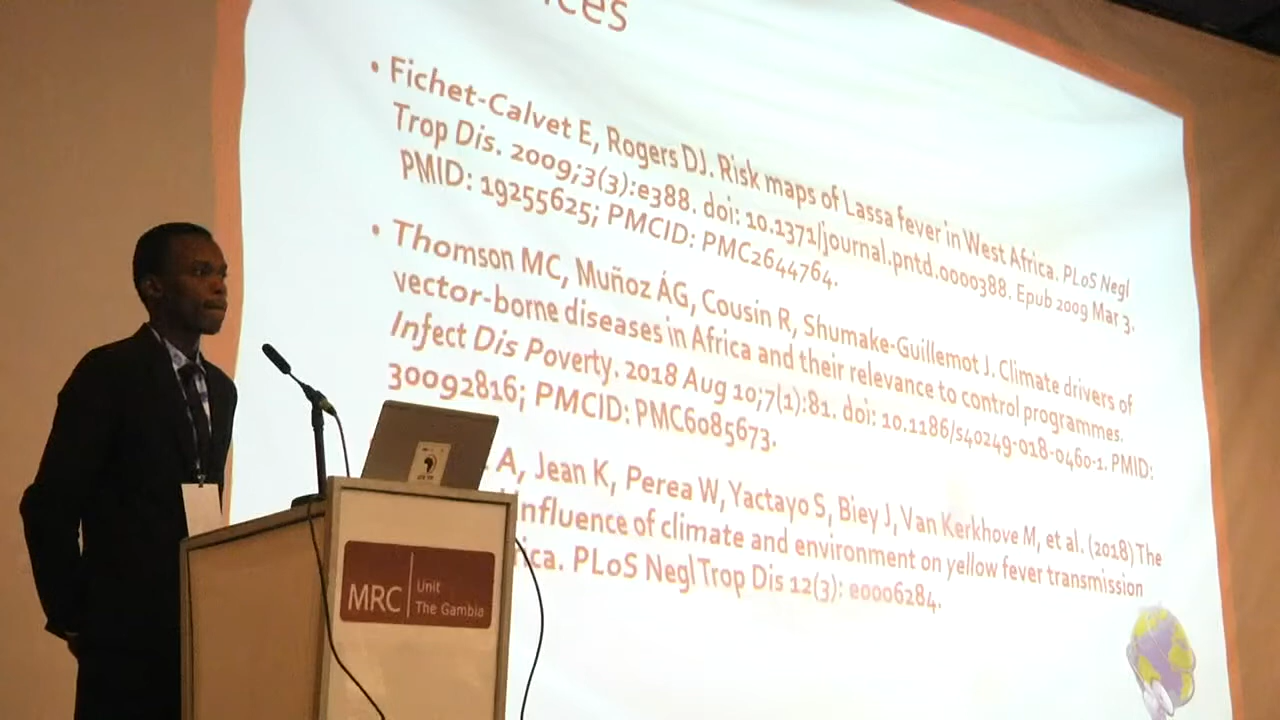 • Fichet-Calvet E, Rogers DJ. Risk maps of Lassa fever in West Africa. PLoS Negl
Trop Dis. 2009;3(3):e388. doi: 10.1371/journal.pntd.0000388. Epub 2009 Mar 3.
PMID: 19255625; PMCID: PMC2644764.
• Thomson MC, Muñoz ÁG, Cousin R, Shumake-Guillemot J. Climate drivers of
vector-borne diseases in Africa and their relevance to control programmes.
Infect Dis Poverty. 2018 Aug 10;7(1):81. doi: 10.1186/s40249-018-0460-1. PMID:
30092816; PMCID: PMC6085673.
A, Jean K, Perea W, Yactayo S, Biey J, Van Kerkhove M, et al. (2018) The
influence of climate and environment on yellow fever transmission
PLoS Negl Trop Dis 12(3): e0006284.
MRC Unit
The Gambia